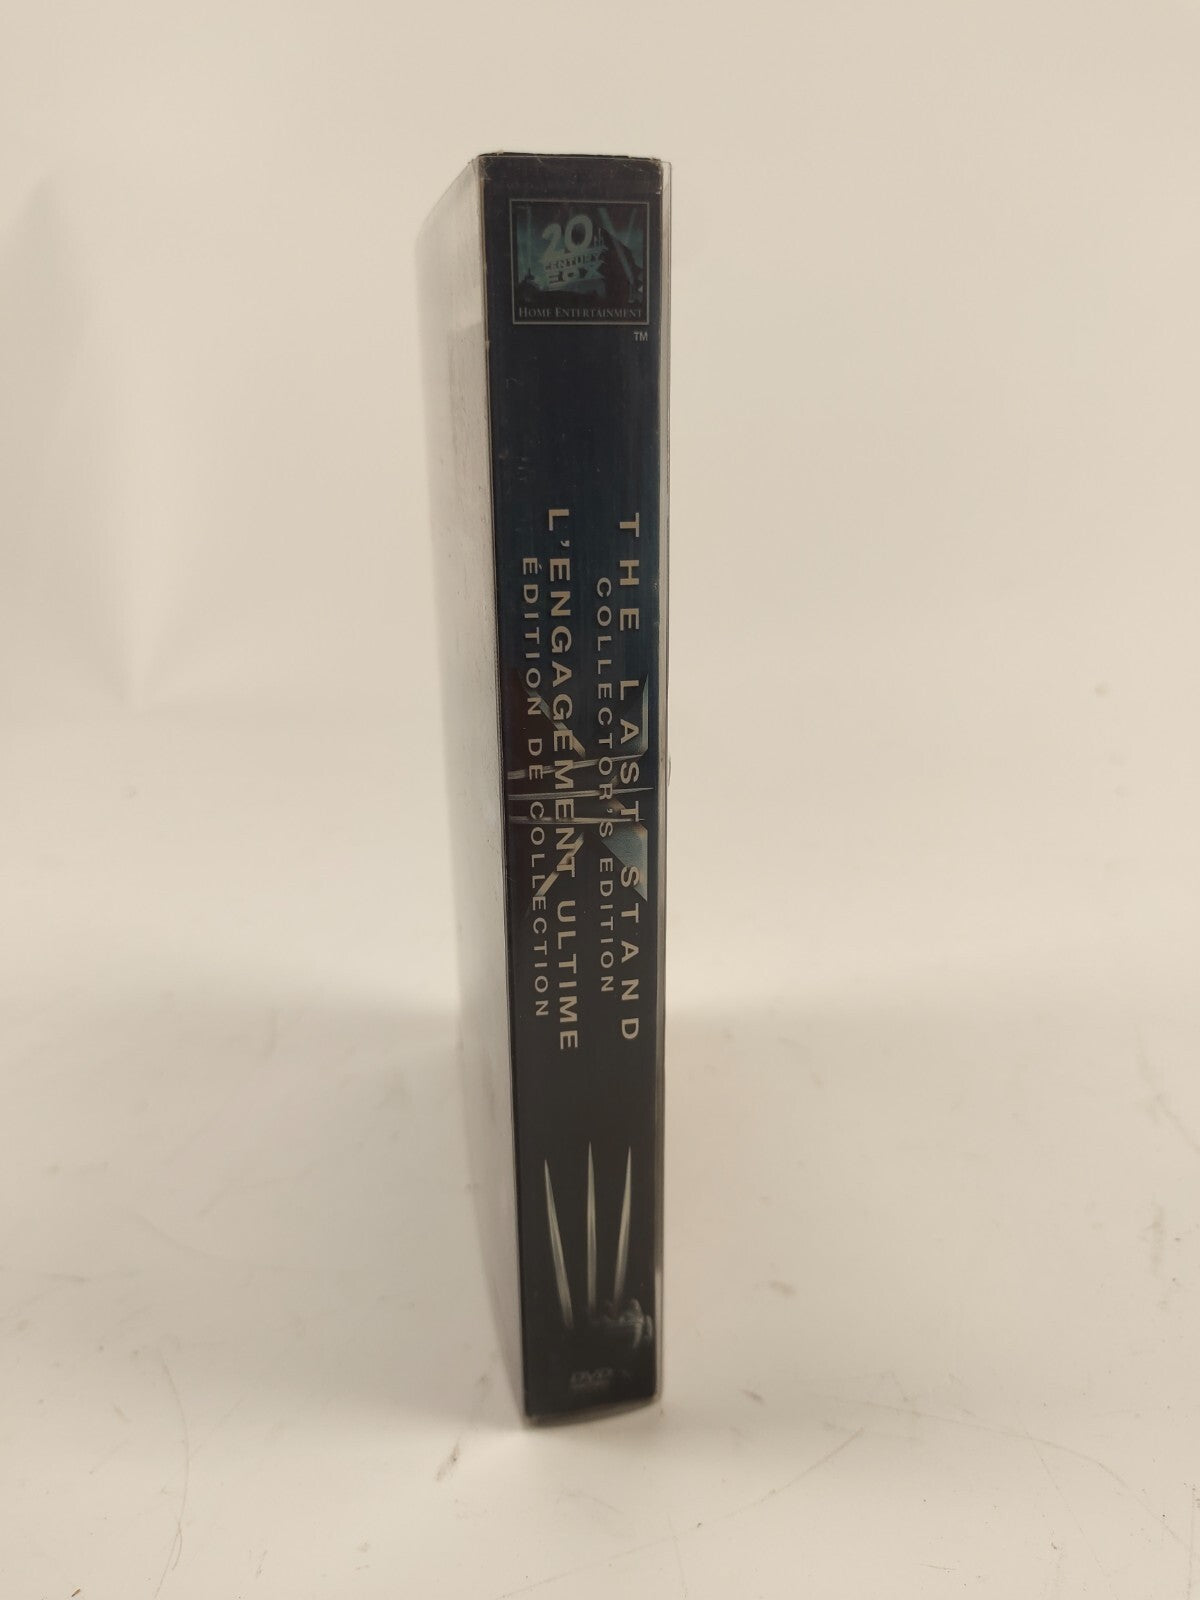 20th
CENTURY
FOX
HOME ENTERTAINMENT
TM
THE LAST STAND
COLLECTOR'S EDITION
L'ENGAGEMENT ULTIME
ÉDITION DE COLLECTION
DVD